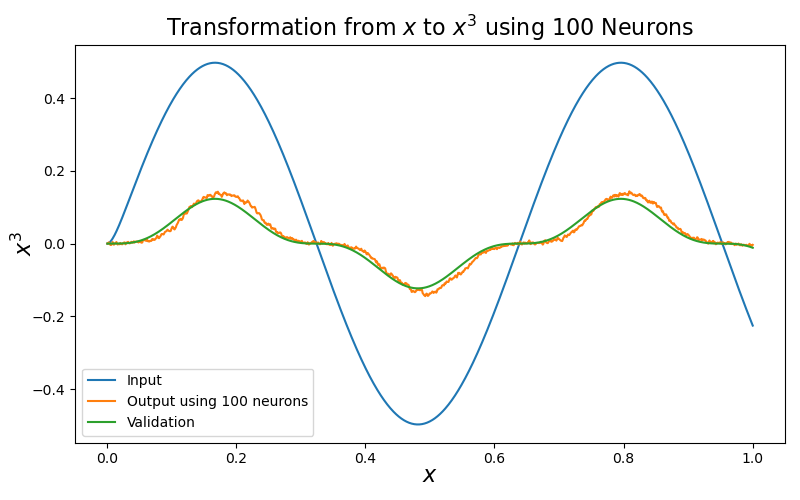 Transformation from x to x³ using 100 Neurons
x³
0.4
0.2
0.0
−0.2
−0.4
Input
Output using 100 neurons
Validation
0.0 0.2 0.4 0.6 0.8 1.0
x